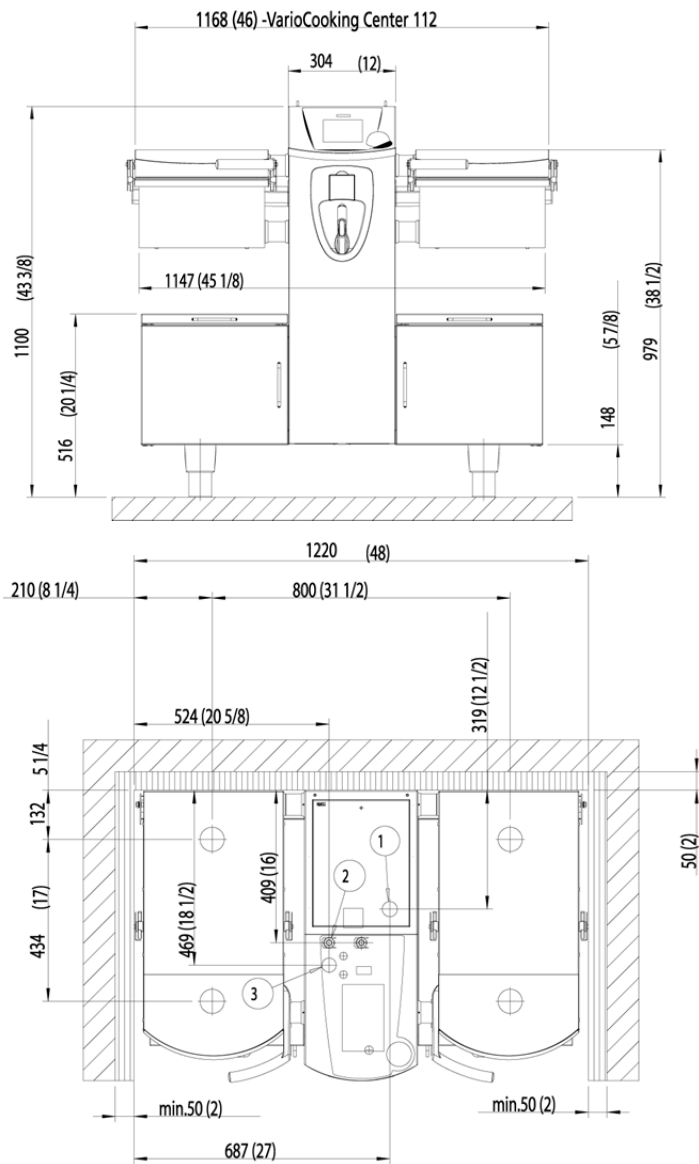 1168 (46) -VarioCooking Center 112
304 (12)
1100 (43 3/8)
1147 (45 1/8)
979 (38 1/2)
148 (5 7/8)
516 (20 1/4)
1220 (48)
210 (8 1/4)
800 (31 1/2)
319 (12 1/2)
524 (20 5/8)
132 5 1/4
50 (2)
409 (16)
469 (18 1/2)
434 (17)
1
2
3
min.50 (2)
min.50 (2)
687 (27)